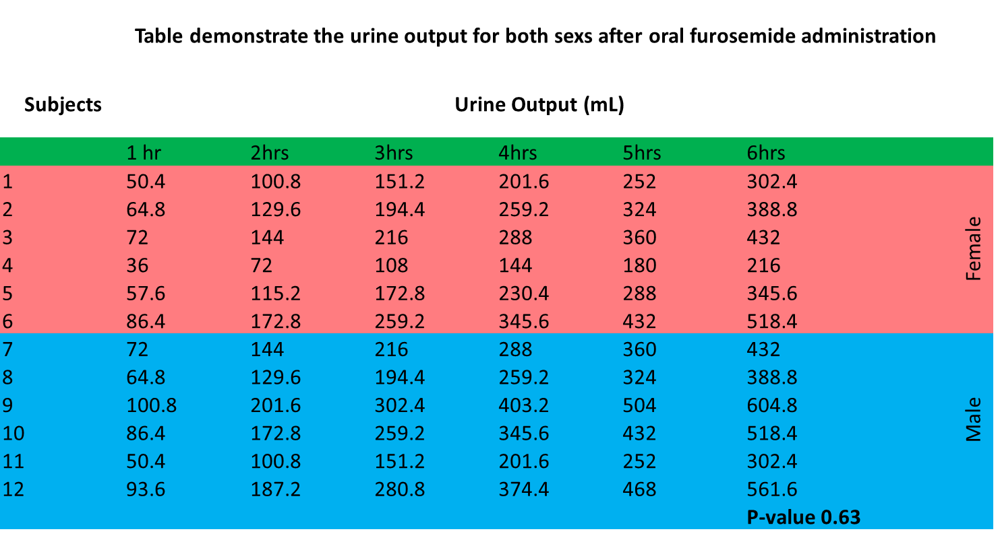 Table demonstrate the urine output for both sexs after oral furosemide administration
Subjects Urine Output (mL)
1 hr 2hrs 3hrs 4hrs 5hrs 6hrs
1 50.4 100.8 151.2 201.6 252 302.4
2 64.8 129.6 194.4 259.2 324 388.8
3 72 144 216 288 360 432
4 36 72 108 144 180 216
5 57.6 115.2 172.8 230.4 288 345.6
6 86.4 172.8 259.2 345.6 432 518.4
Female
7 72 144 216 288 360 432
8 64.8 129.6 194.4 259.2 324 388.8
9 100.8 201.6 302.4 403.2 504 604.8
10 86.4 172.8 259.2 345.6 432 518.4
11 50.4 100.8 151.2 201.6 252 302.4
12 93.6 187.2 280.8 374.4 468 561.6
Male
P-value 0.63